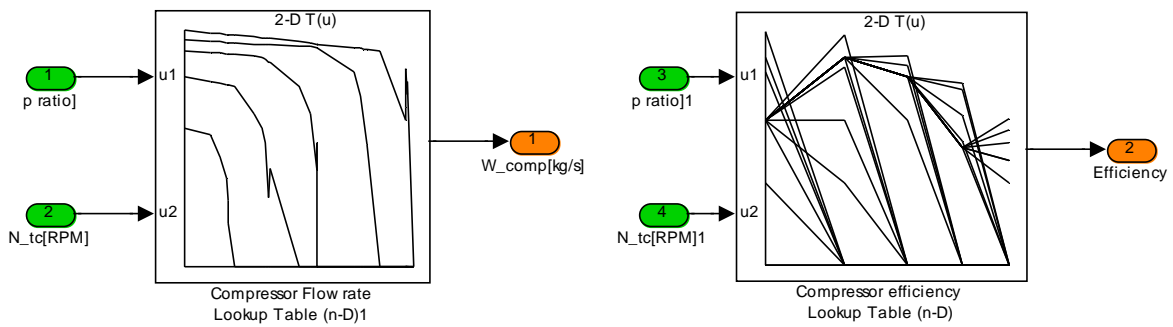 2-D T(u)
1
p ratio]
u1
1
W_comp[kg/s]
2
N_tc[RPM]
u2
Compressor Flow rate
Lookup Table (n-D)1
2-D T(u)
3
p ratio]1
u1
2
Efficiency
4
N_tc[RPM]1
u2
Compressor efficiency
Lookup Table (n-D)